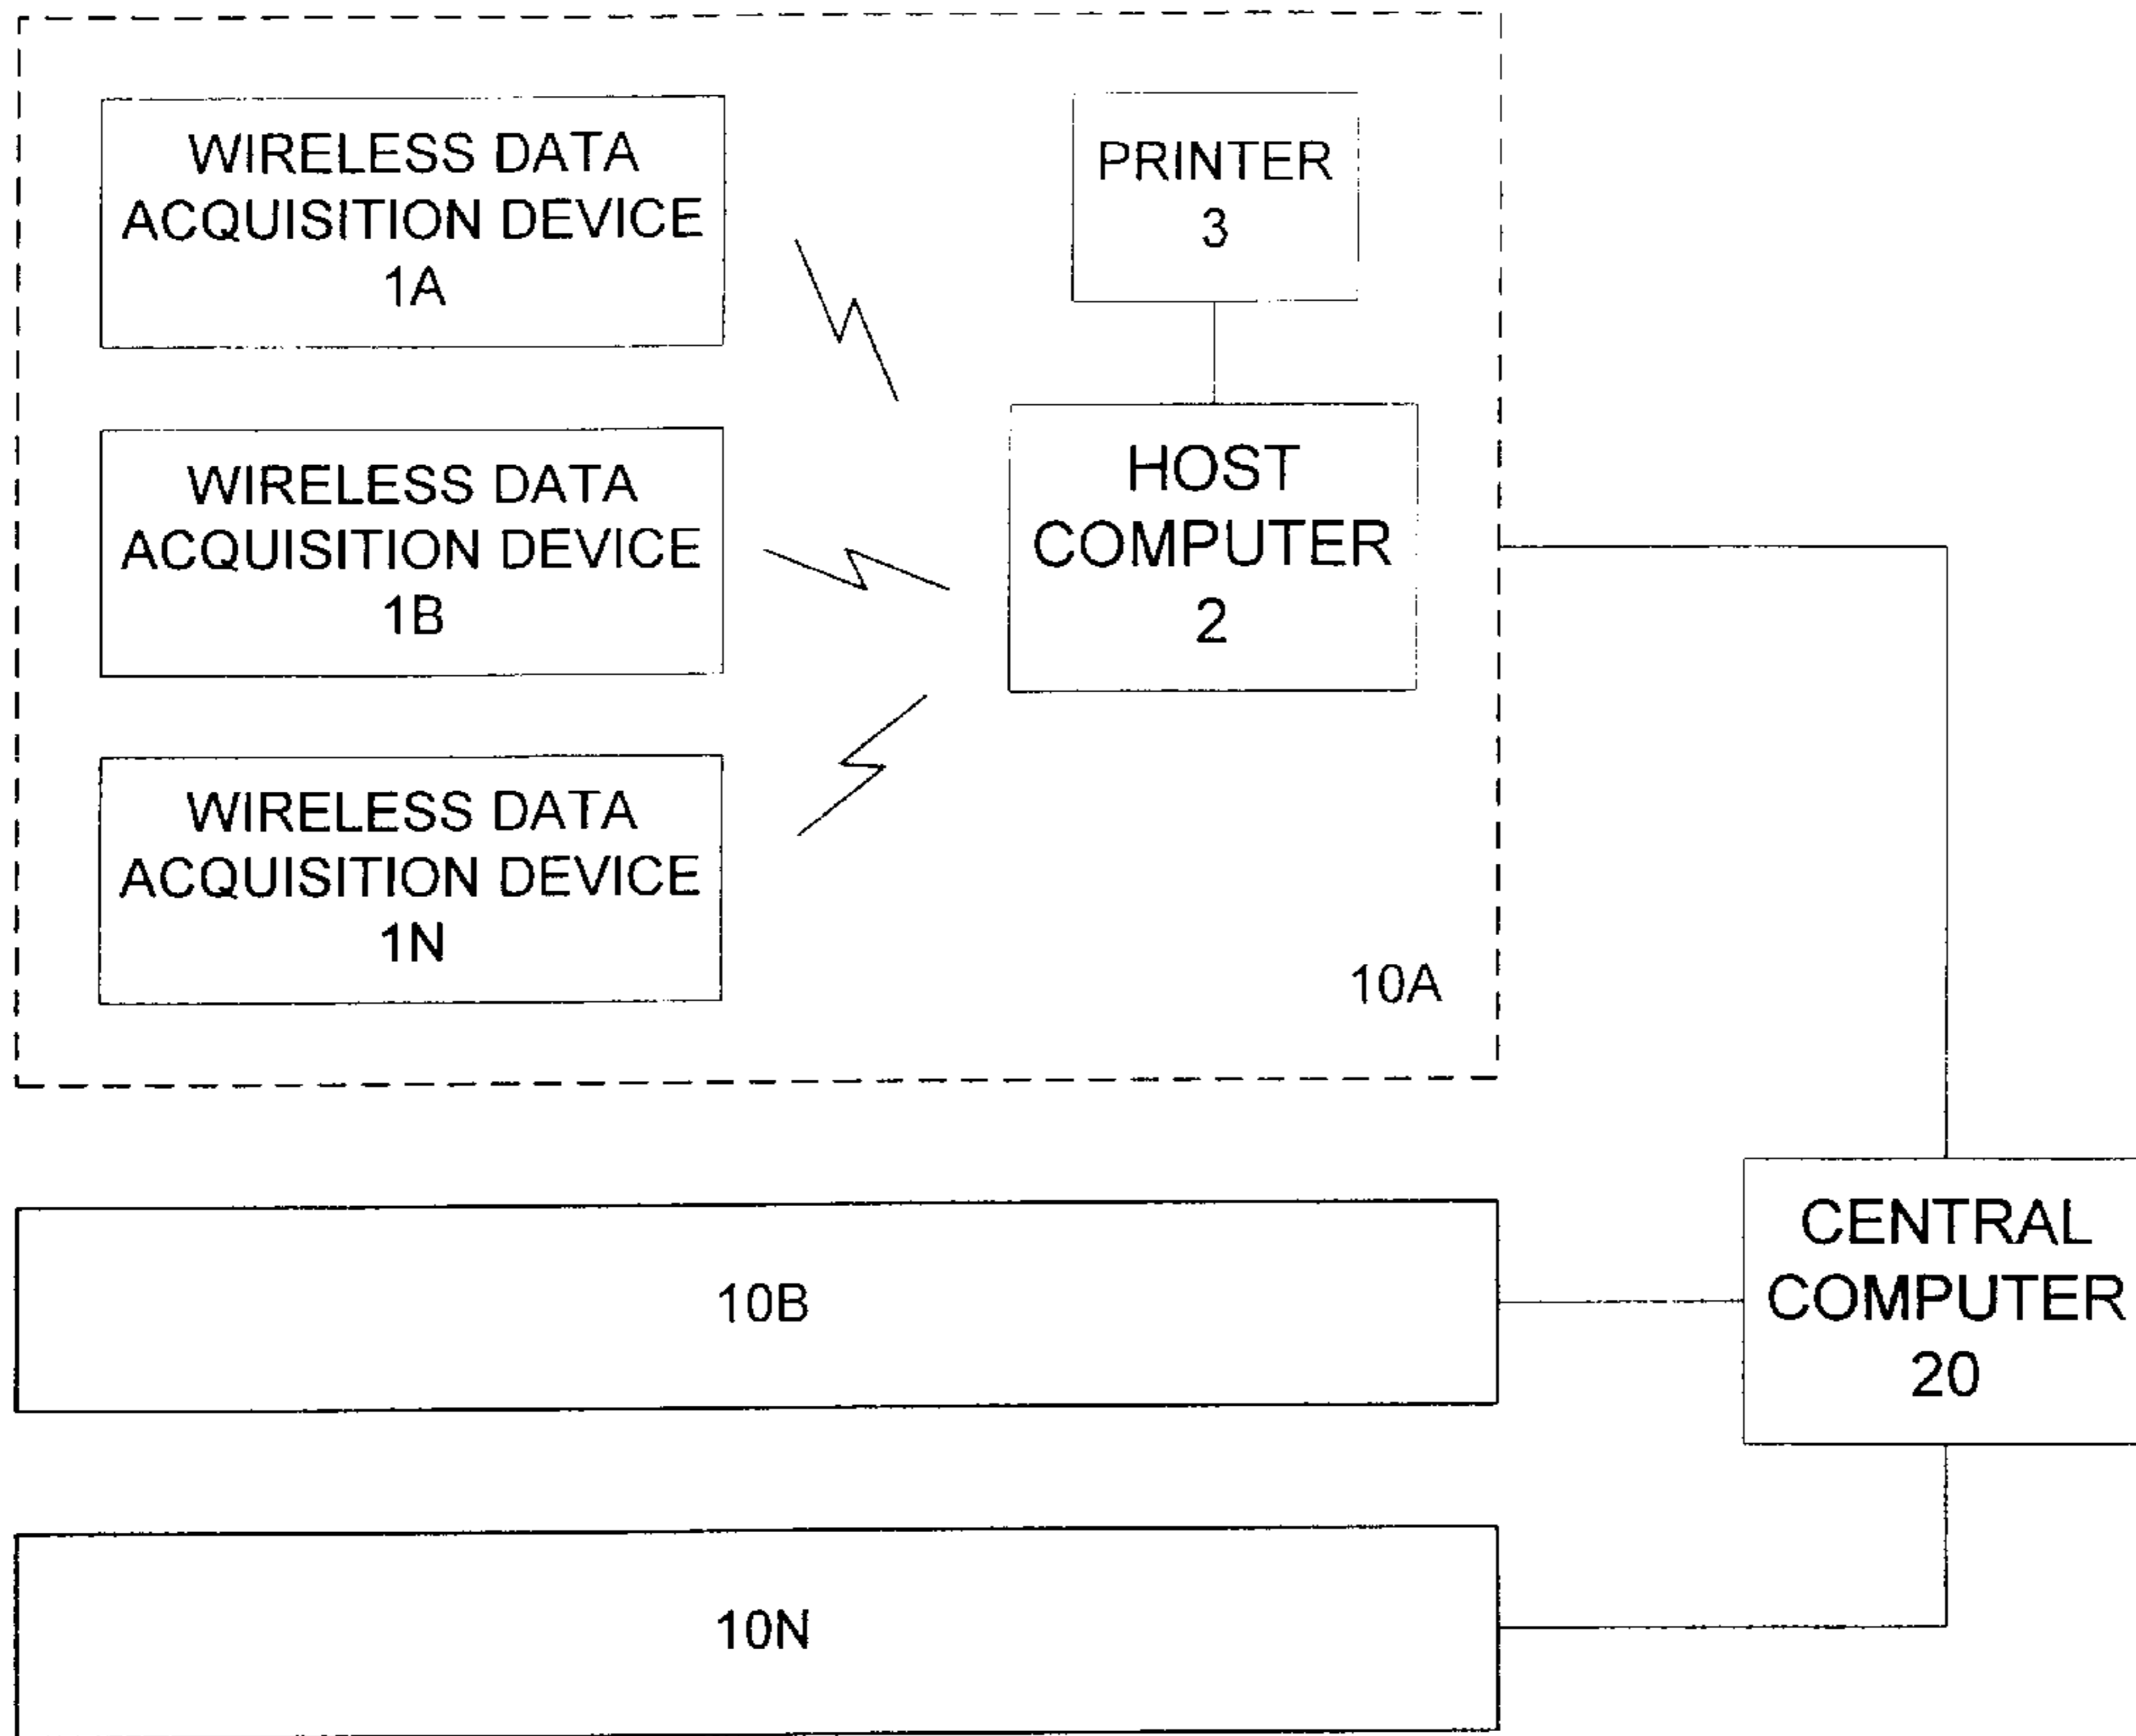 WIRELESS DATA
ACQUISITION DEVICE
1A
PRINTER
3
WIRELESS DATA
ACQUISITION DEVICE
1B
HOST
COMPUTER
2
WIRELESS DATA
ACQUISITION DEVICE
1N
10A
10B
CENTRAL
COMPUTER
20
10N